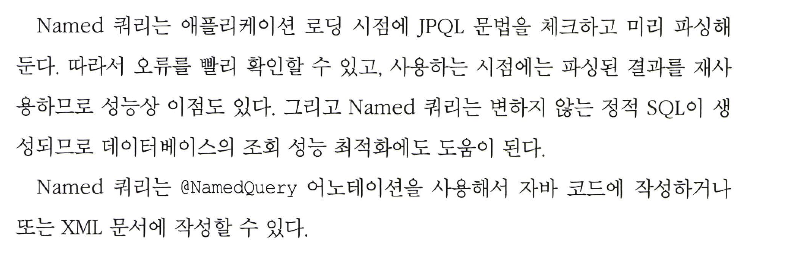 Named 쿼리는 애플리케이션 로딩 시점에 JPQL 문법을 체크하고 미리 파싱해
둔다. 따라서 오류를 빨리 확인할 수 있고, 사용하는 시점에는 파싱된 결과를 재사
용하므로 성능상 이점도 있다. 그리고 Named 쿼리는 변하지 않는 정적 SQL이 생
성되므로 데이터베이스의 조회 성능 최적화에도 도움이 된다.
Named 쿼리는 @NamedQuery 어노테이션을 사용해서 자바 코드에 작성하거나
또는 XML 문서에 작성할 수 있다.